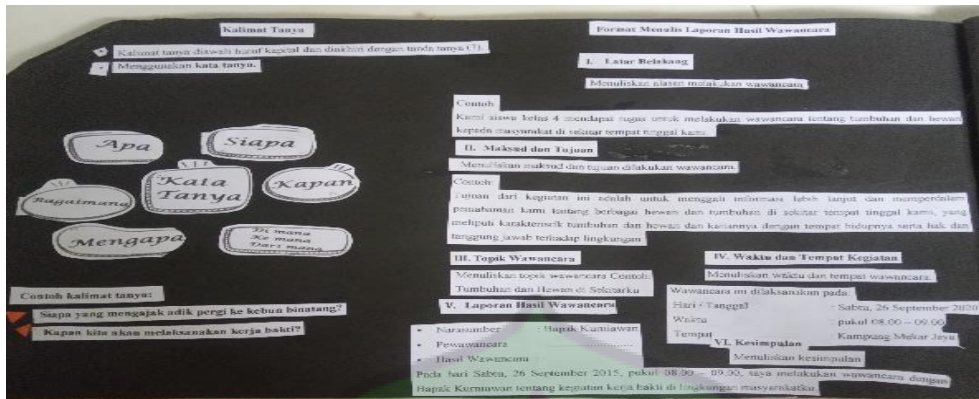 Kalimat Tanya
Kalimat tanya diawali huruf kapital dan diakhiri dengan tanda tanya (?).
Menggunakan kata tanya.
Apa
Siapa
Kata
Tanya
Kapan
Bagaimana
Mengapa
Di mana
Ke mana
Dari mana
Contoh kalimat tanya:
Siapa yang mengajak adik pergi ke kebun binatang?
Kapan kita akan melaksanakan kerja bakti?
Format Menulis Laporan Hasil Wawancara
I. Latar Belakang
Menuliskan alasan melakukan wawancara
Contoh
Kami siswa kelas 4 mendapat tugas untuk melakukan wawancara tentang tumbuhan dan hewan
kepada masyarakat di sekitar tempat tinggal kami.
II. Maksud dan Tujuan
Menuliskan maksud dan tujuan dilakukan wawancara.
Contoh:
Tujuan dari kegiatan ini adalah untuk menggali informasi lebih lanjut dan memperdalam
pemahaman kami tentang berbagai hewan dan tumbuhan di sekitar tempat tinggal kami, yang
meliputi karakteristik tumbuhan dan hewan dan kaitannya dengan tempat hidupnya serta hak dan
tanggung jawab terhadap lingkungan
III. Topik Wawancara
Menuliskan topik wawancara Contoh:
Tumbuhan dan Hewan di Sekitarku
IV. Waktu dan Tempat Kegiatan
Menuliskan waktu dan tempat wawancara.
Wawancara ini dilaksanakan pada:
Hari / Tanggal : Sabtu, 26 September 2020
Waktu : pukul 08.00 – 09.00
Tempat Kampung Mekar Jaya
V. Laporan Hasil Wawancara
Narasumber : Bapak Kurniawan
Pewawancara : ....................
Hasil Wawancara :
Pada hari Sabtu, 26 September 2015, pukul 08.00 – 09.00, saya melakukan wawancara dengan
Bapak Kurniawan tentang kegiatan kerja bakti di lingkungan masyarakatku.
VI. Kesimpulan
Menuliskan kesimpulan